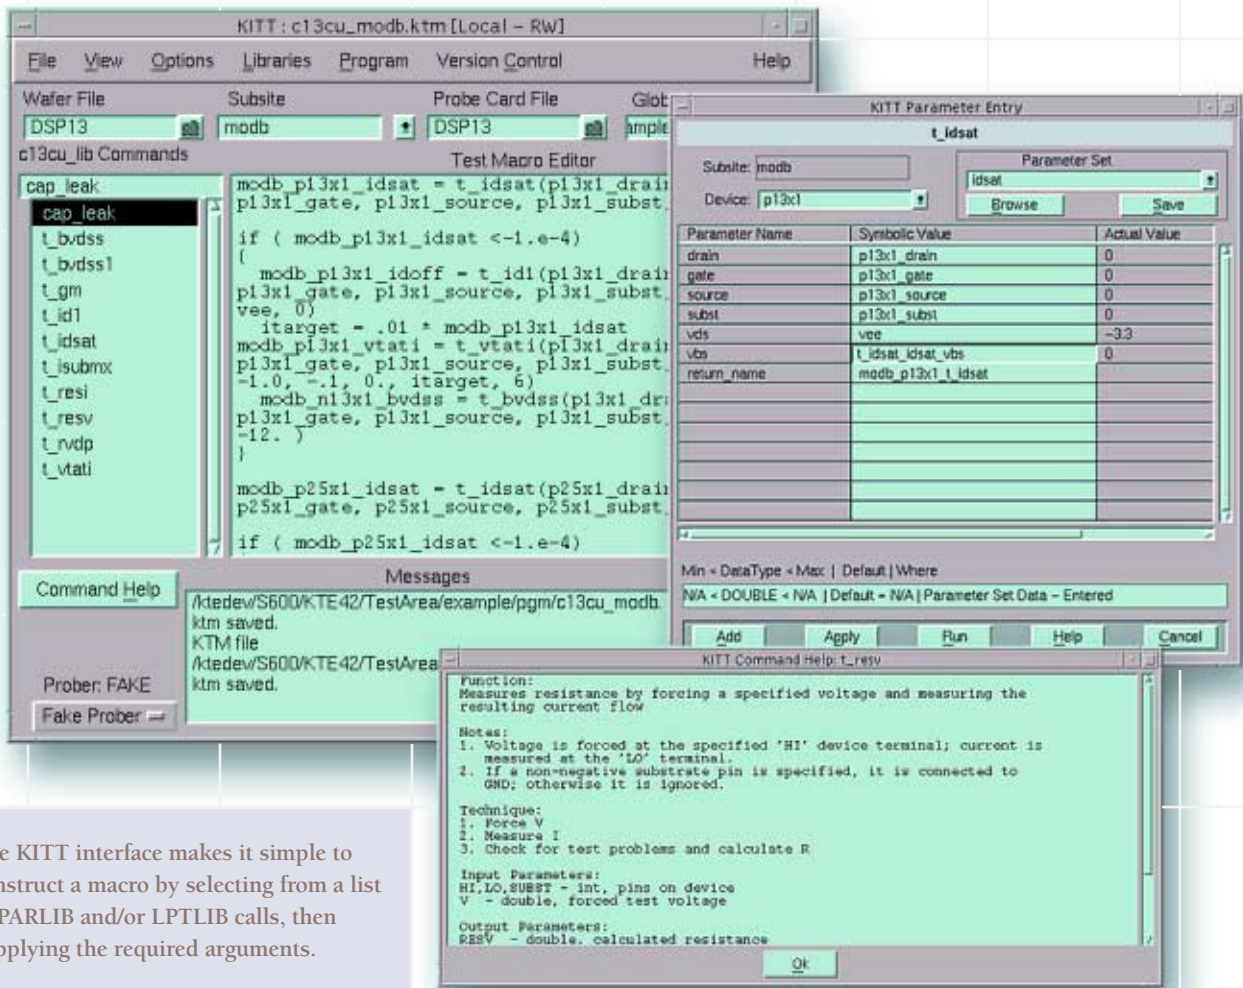 KITT : c13cu_modb.ktm [Local - RW]
File View Options Libraries Program Version Control Help
Wafer File Subsite Probe Card File Glob
DSP13 modb DSP13 ample
c13cu_lib Commands
Test Macro Editor
cap_leak
cap_leak
t_bvdss
t_bvdss1
t_gm
t_id1
t_idsat
t_isubmx
t_resi
t_resv
t_rvdp
t_vtati
modb_p13x1_idsat = t_idsat(p13x1_drain
p13x1_gate, p13x1_source, p13x1_subst,
if ( modb_p13x1_idsat <-1.e-4)
{
modb_p13x1_idoff = t_id1(p13x1_drain
p13x1_gate, p13x1_source, p13x1_subst,
vee, 0)
itarget = .01 * modb_p13x1_idsat
modb_p13x1_vtati = t_vtati(p13x1_drain
p13x1_gate, p13x1_source, p13x1_subst,
-1.0, -.1, 0., itarget, 6)
modb_n13x1_bvdss = t_bvdss(p13x1_dr
p13x1_gate, p13x1_source, p13x1_subst,
-12. )
}
modb_p25x1_idsat = t_idsat(p25x1_drain
p25x1_gate, p25x1_source, p25x1_subst,
if ( modb_p25x1_idsat <-1.e-4)
Command Help
Messages
/ktedev/S600/KTE42/TestArea/example/pgm/c13cu_modb.
ktm saved.
KTM file
/ktedev/S600/KTE42/TestArea
ktm saved.
Prober: FAKE
Fake Prober
KITT Parameter Entry
t_idsat
Subsite: modb
Device: p13x1
Parameter Set
idsat
Browse Save
Parameter Name Symbolic Value Actual Value
drain p13x1_drain 0
gate p13x1_gate 0
source p13x1_source 0
subst p13x1_subst 0
vds vee -3.3
vbs t_idsat_idsat_vbs 0
return_name modb_p13x1_t_idsat
Min < DataType < Max | Default | Where
N/A < DOUBLE < N/A | Default = N/A | Parameter Set Data - Entered
Add Apply Run Help Cancel
KITT Command Help: t_resv
Function:
Measures resistance by forcing a specified voltage and measuring the
resulting current flow
Notes:
1. Voltage is forced at the specified 'HI' device terminal; current is
measured at the 'LO' terminal.
2. If a non-negative substrate pin is specified, it is connected to
GND; otherwise it is ignored.
Technique:
1. Force V
2. Measure I
3. Check for test problems and calculate R
Input Parameters:
HI,LO,SUBST - int, pins on device
V - double, forced test voltage
Output Parameters:
RESV - double, calculated resistance
Ok
e KITT interface makes it simple to
nstruct a macro by selecting from a list
PARLIB and/or LPTLIB calls, then
pplying the required arguments.